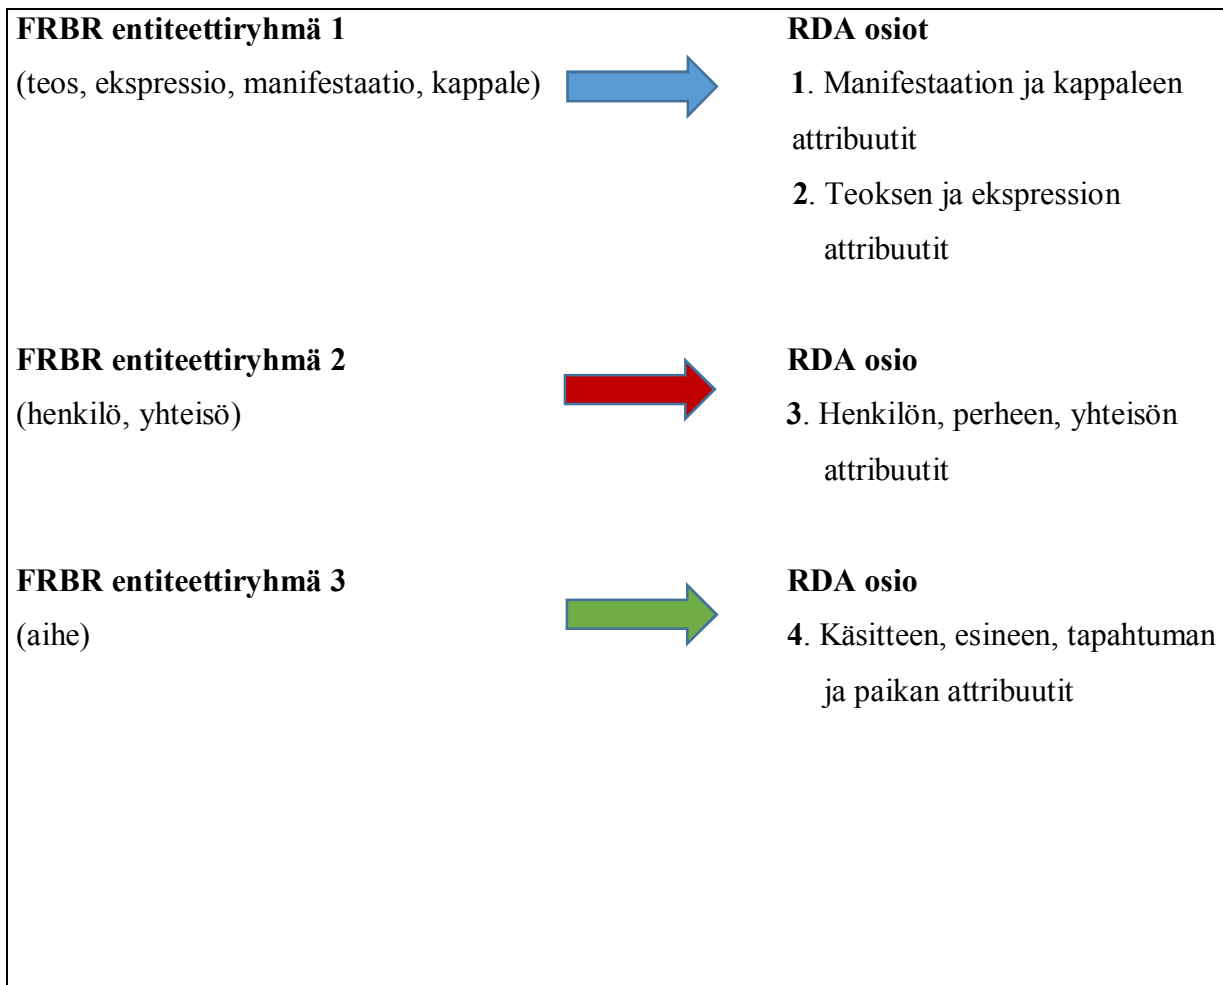 FRBR entiteettiryhmä 1
(teos, ekspressio, manifestaatio, kappale)
RDA osiot
1. Manifestaation ja kappaleen
attribuutit
2. Teoksen ja ekspression
attribuutit
FRBR entiteettiryhmä 2
(henkilö, yhteisö)
RDA osio
3. Henkilön, perheen, yhteisön
attribuutit
FRBR entiteettiryhmä 3
(aihe)
RDA osio
4. Käsitteen, esineen, tapahtuman
ja paikan attribuutit